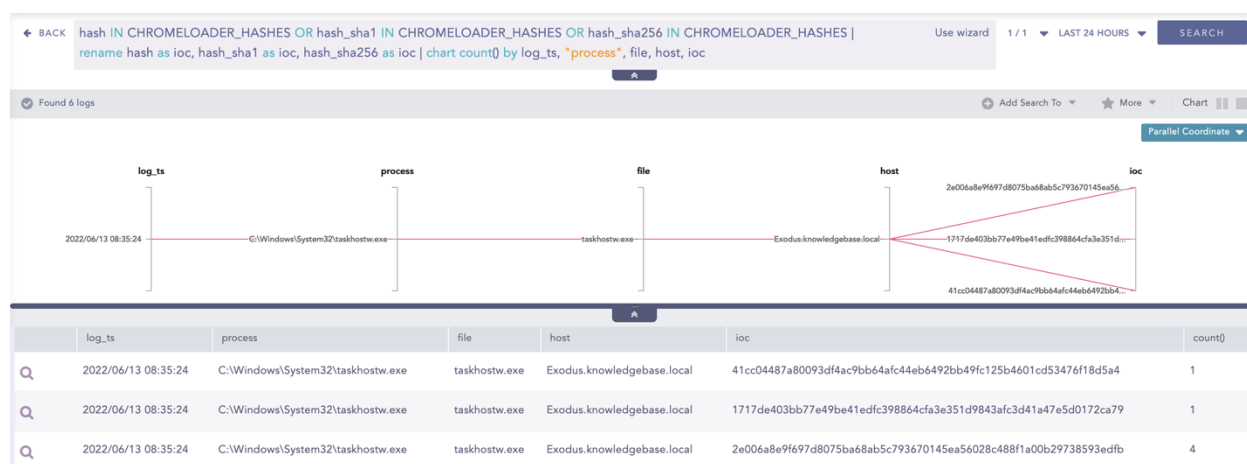 BACK
hash IN CHROMELOADER_HASHES OR hash_sha1 IN CHROMELOADER_HASHES OR hash_sha256 IN CHROMELOADER_HASHES |
rename hash as ioc, hash_sha1 as ioc, hash_sha256 as ioc | chart count() by log_ts, "process", file, host, ioc
Use wizard 1 / 1 LAST 24 HOURS SEARCH
Found 6 logs Add Search To More Chart
Parallel Coordinate
log_ts process file host ioc
2e006a8e9f697d8075ba68ab5c793670145ea56...
2022/06/13 08:35:24 C:\Windows\System32\taskhostw.exe taskhostw.exe Exodus.knowledgebase.local 1717de403bb77e49be41edfc398864cfa3e351d...
41cc04487a80093df4ac9bb64afc44eb6492bb4...
log_ts process file host ioc count()
2022/06/13 08:35:24 C:\Windows\System32\taskhostw.exe taskhostw.exe Exodus.knowledgebase.local 41cc04487a80093df4ac9bb64afc44eb6492bb49fc125b4601cd53476f18d5a4 1
2022/06/13 08:35:24 C:\Windows\System32\taskhostw.exe taskhostw.exe Exodus.knowledgebase.local 1717de403bb77e49be41edfc398864cfa3e351d9843afc3d41a47e5d0172ca79 1
2022/06/13 08:35:24 C:\Windows\System32\taskhostw.exe taskhostw.exe Exodus.knowledgebase.local 2e006a8e9f697d8075ba68ab5c793670145ea56028c488f1a00b29738593edfb 4